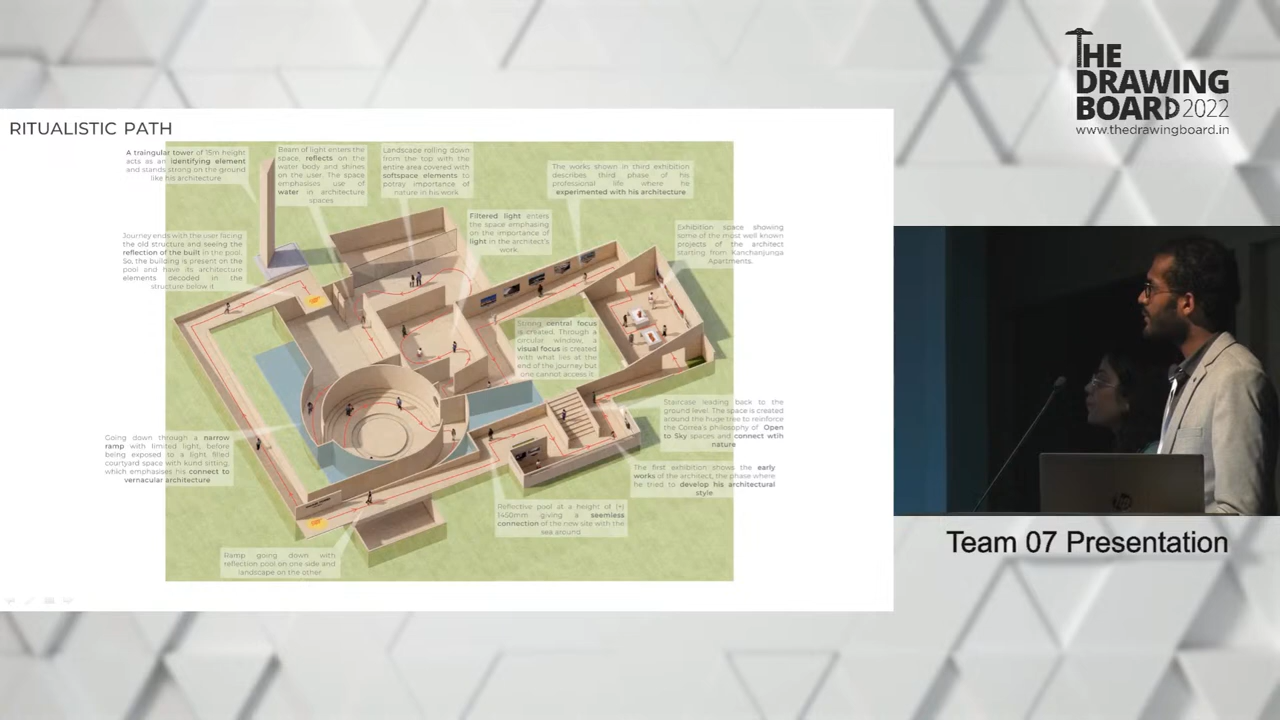 THE
DRAWING
BOARD 2022
www.thedrawingboard.in
RITUALISTIC PATH
A traingular tower of 15m height
acts as an identifying element
and stands strong on the ground
like his architecture
Beam of light enters the
space, reflects on the
water body and shines
on the user. The space
emphasises use of
water in architecture
spaces
Landscape rolling down
from the top with the
entire area covered with
softspace elements to
potray importance of
nature in his work
Filtered light enters
the space emphasing
on the importance of
light in the architect's
work.
The works shown in third exhibition
describes third phase of his
professional life where he
experimented with his architecture
Exhibition space showing
some of the most well known
projects of the architect
starting from Kanchanjunga
Apartments.
Journey ends with the user facing
the old structure and seeing the
reflection of the built in the pool.
So, the building is present on the
pool and have its architecture
elements decoded in the
structure below it
Strong central focus
is created. Through a
circular window, a
visual focus is created
with what lies at the
end of the journey but
one cannot access it.
Staircase leading back to the
ground level. The space is created
around the huge tree to reinforce
the Correa's philosophy of Open
to Sky spaces and connect wtih
nature
Going down through a narrow
ramp with limited light, before
being exposed to a light filled
courtyard space with kund sitting,
which emphasises his connect to
vernacular architecture
The first exhibition shows the early
works of the architect, the phase where
he tried to develop his architectural
style
Reflective pool at a height of (+)
1450mm giving a seemless
connection of the new site with the
sea around
Ramp going down with
reflection pool on one side and
landscape on the other
hp
Team 07 Presentation